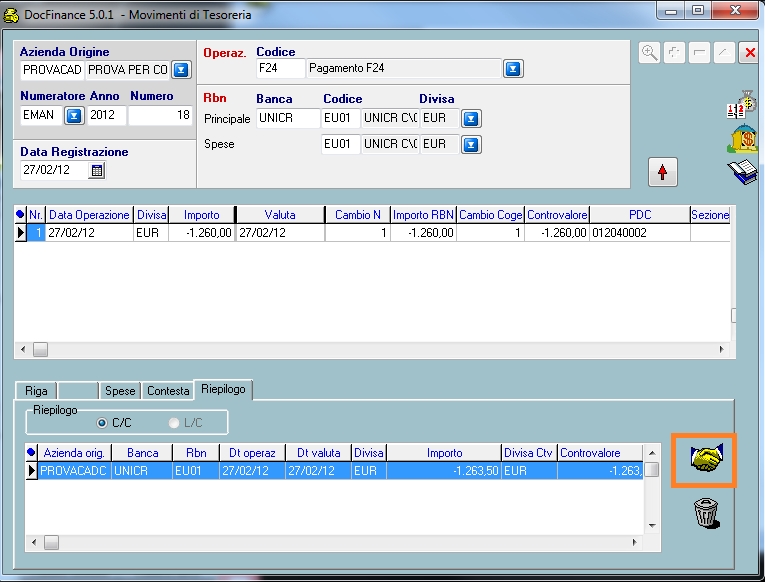 DocFinance 5.0.1 - Movimenti di Tesoreria
Azienda Origine
PROVACAD PROVA PER CO
Operaz. Codice
F24 Pagamento F24
Numeratore Anno Numero
EMAN 2012 18
Rbn Banca Codice Divisa
Principale UNICR EU01 UNICR C\( EUR
Spese EU01 UNICR C\( EUR
Data Registrazione
27/02/12
Nr. Data Operazione Divisa Importo Valuta Cambio N Importo RBN Cambio Coge Controvalore PDC Sezione
1 27/02/12 EUR -1.260,00 27/02/12 1 -1.260,00 1 -1.260,00 012040002
Riga Spese Contesta Riepilogo
Riepilogo
C/C L/C
Azienda orig. Banca Rbn Dt operaz Dt valuta Divisa Importo Divisa Ctv Controvalore
PROVACADC UNICR EU01 27/02/12 27/02/12 EUR -1.263,50 EUR -1.263,